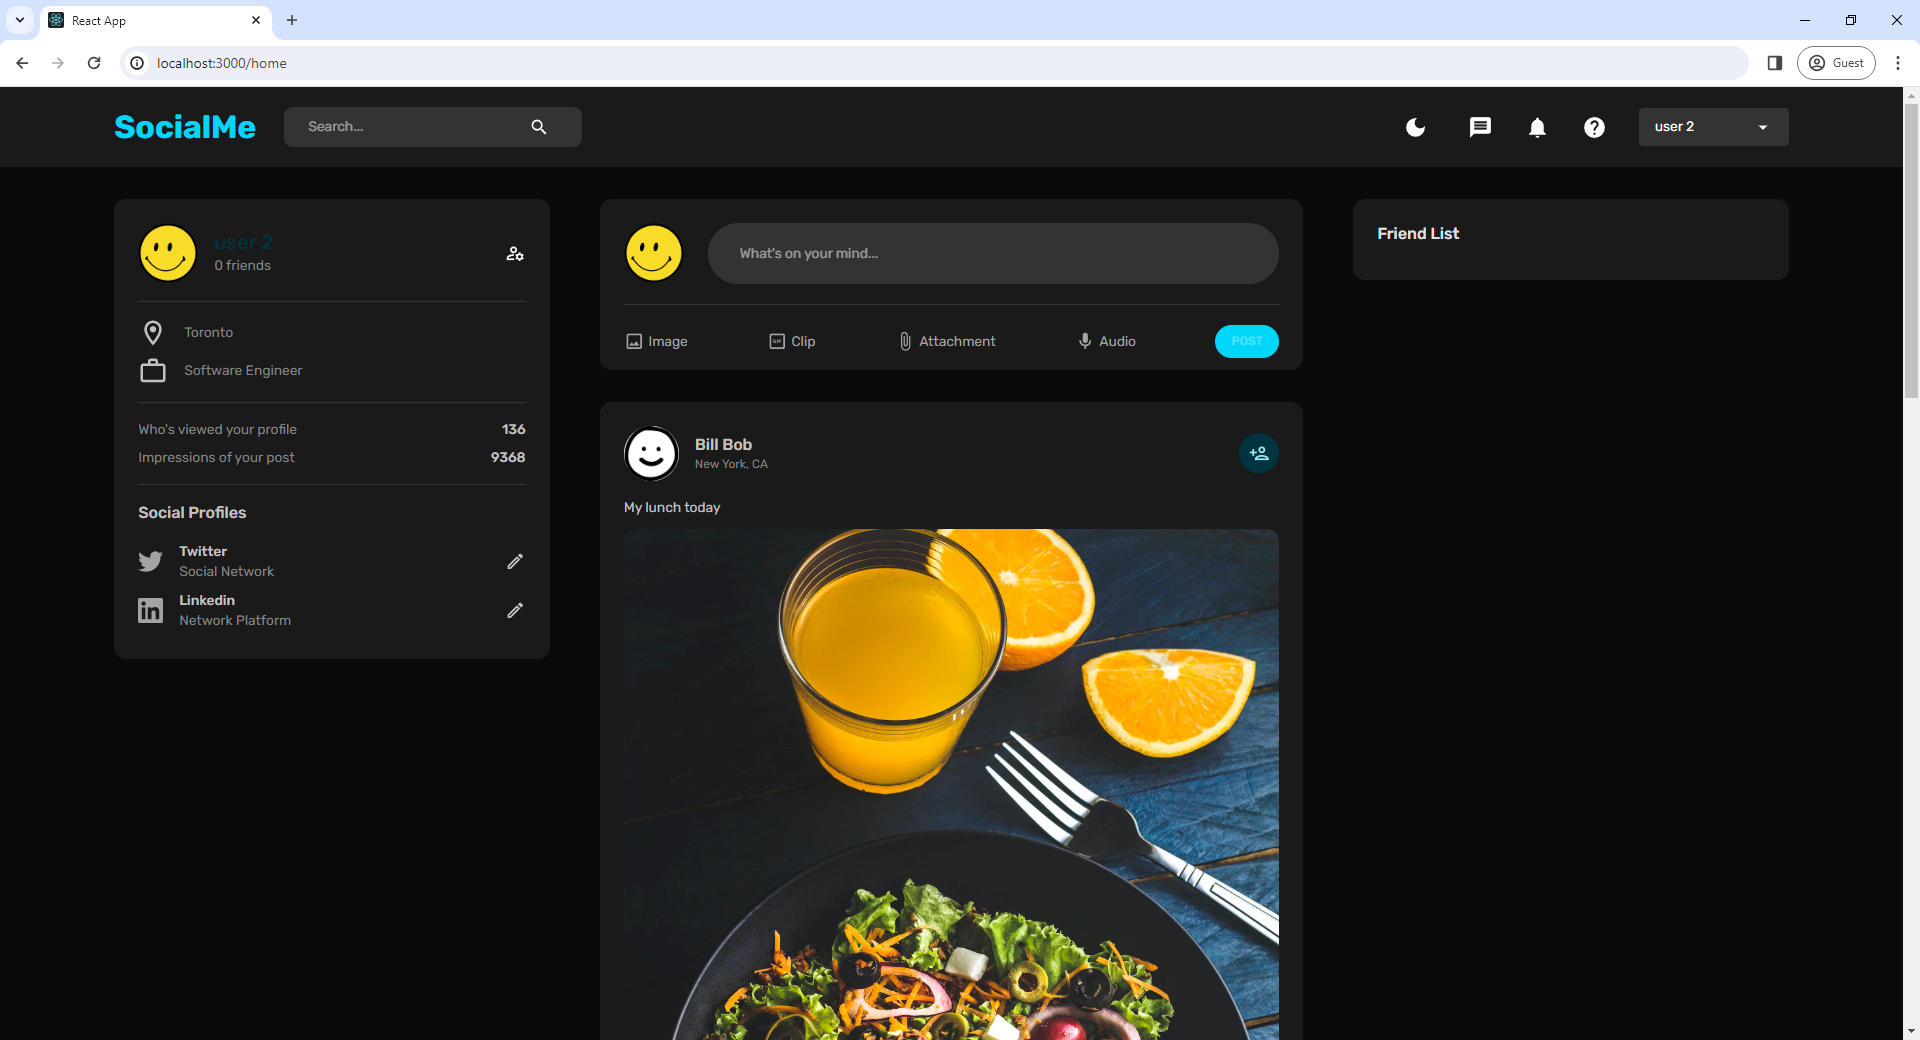 React App
localhost:3000/home
Guest
SocialMe
Search...
user 2
user 2
0 friends
Toronto
Software Engineer
Who's viewed your profile 136
Impressions of your post 9368
Social Profiles
Twitter
Social Network
Linkedin
Network Platform
What's on your mind...
Image
GIF Clip
Attachment
Audio
POST
Bill Bob
New York, CA
My lunch today
Friend List